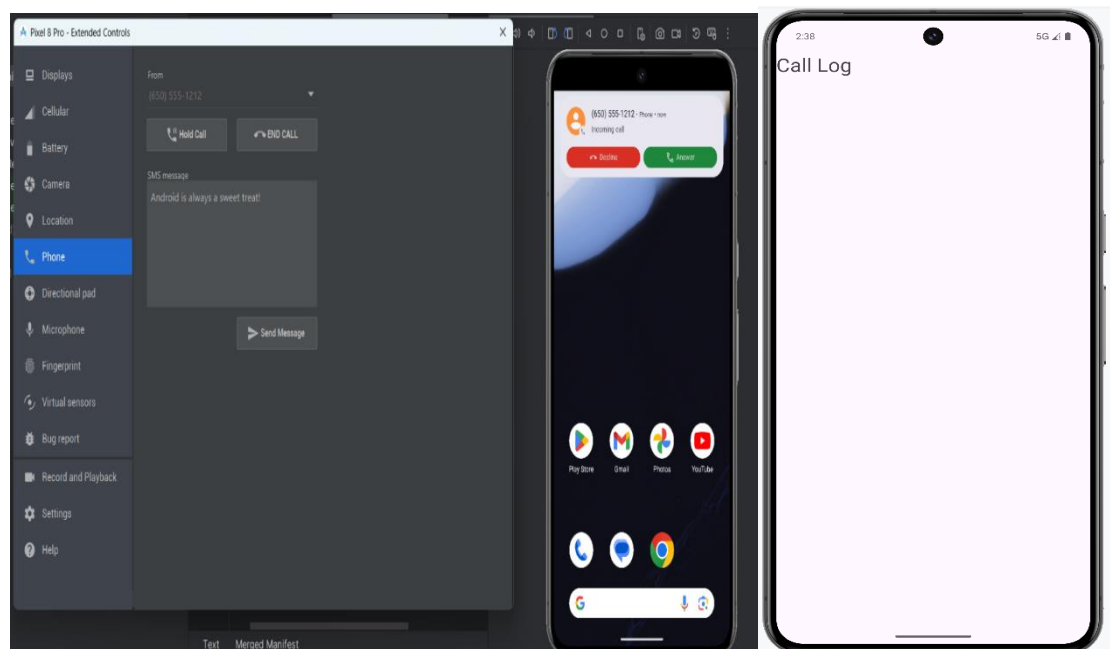 Pixel 8 Pro - Extended Controls
X
Displays
Cellular
Battery
Camera
Location
Phone
Directional pad
Microphone
Fingerprint
Virtual sensors
Bug report
Record and Playback
Settings
Help
From
(650) 555-1212
Hold Call
END CALL
SMS message
Android is always a sweet treat!
Send Message
Text Merged Manifest
(650) 555-1212 • Phone • now
Incoming call
Decline
Answer
Play Store
Gmail
Photos
YouTube
2:38
5G
Call Log